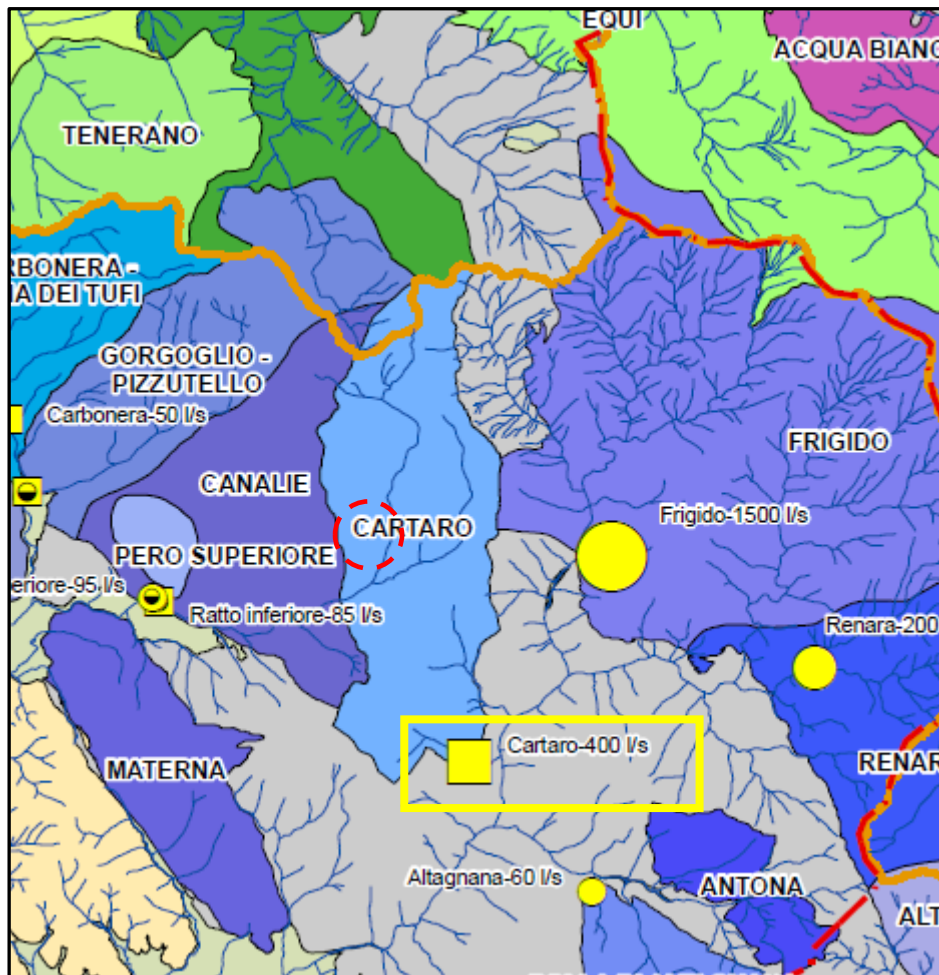 EQUI
ACQUA BIANC
TENERANO
RBONERA -
IA DEI TUFI
GORGOGLIO -
PIZZUTELLO
Carbonera-50 l/s
FRIGIDO
CANALIE
Frigido-1500 l/s
CARTARO
PERO SUPERIORE
eriore-95 l/s
Ratto inferiore-85 l/s
Renara-200
Cartaro-400 l/s
MATERNA
RENAR
Altagnana-60 l/s
ANTONA
ALT